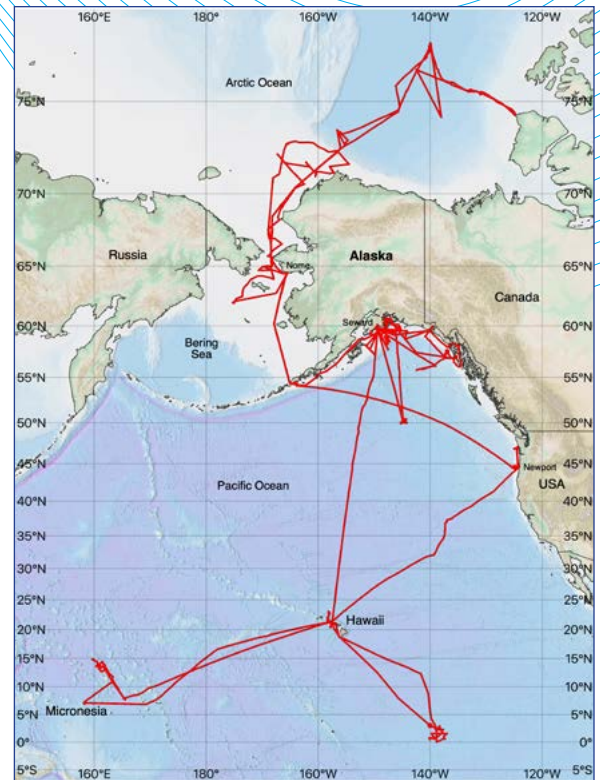 160°E 180°W 160°W 140°W 120°W
Arctic Ocean
75°N 75°N
70°N 70°N
Russia
Alaska
65°N 65°N
Nome
Canada
60°N 60°N
Seward
Bering
Sea
55°N 55°N
50°N 50°N
45°N 45°N
Newport
USA
Pacific Ocean
40°N 40°N
35°N 35°N
30°N 30°N
25°N 25°N
Hawaii
20°N 20°N
15°N 15°N
10°N 10°N
Micronesia
5°N 5°N
0° 0°
5°S 5°S
160°E 180°W 160°W 140°W 120°W